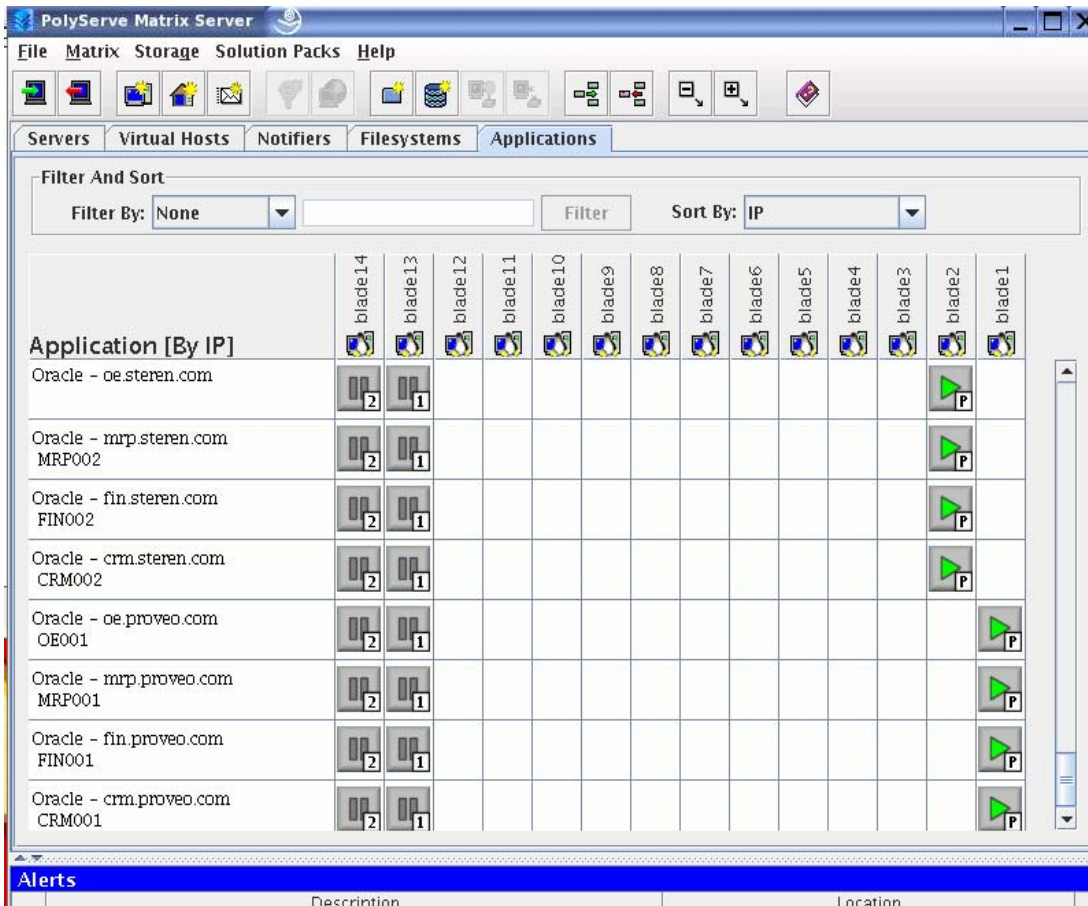 PolyServe Matrix Server
File Matrix Storage Solution Packs Help
Servers Virtual Hosts Notifiers Filesystems Applications
Filter And Sort
Filter By: None Filter Sort By: IP
Application [By IP] blade14 blade13 blade12 blade11 blade10 blade9 blade8 blade7 blade6 blade5 blade4 blade3 blade2 blade1
Oracle - oe.steren.com
2 1 P
Oracle - mrp.steren.com
MRP002 2 1 P
Oracle - fin.steren.com
FIN002 2 1 P
Oracle - crm.steren.com
CRM002 2 1 P
Oracle - oe.proveo.com
OE001 2 1 P
Oracle - mrp.proveo.com
MRP001 2 1 P
Oracle - fin.proveo.com
FIN001 2 1 P
Oracle - crm.proveo.com
CRM001 2 1 P
Alerts
Description Location